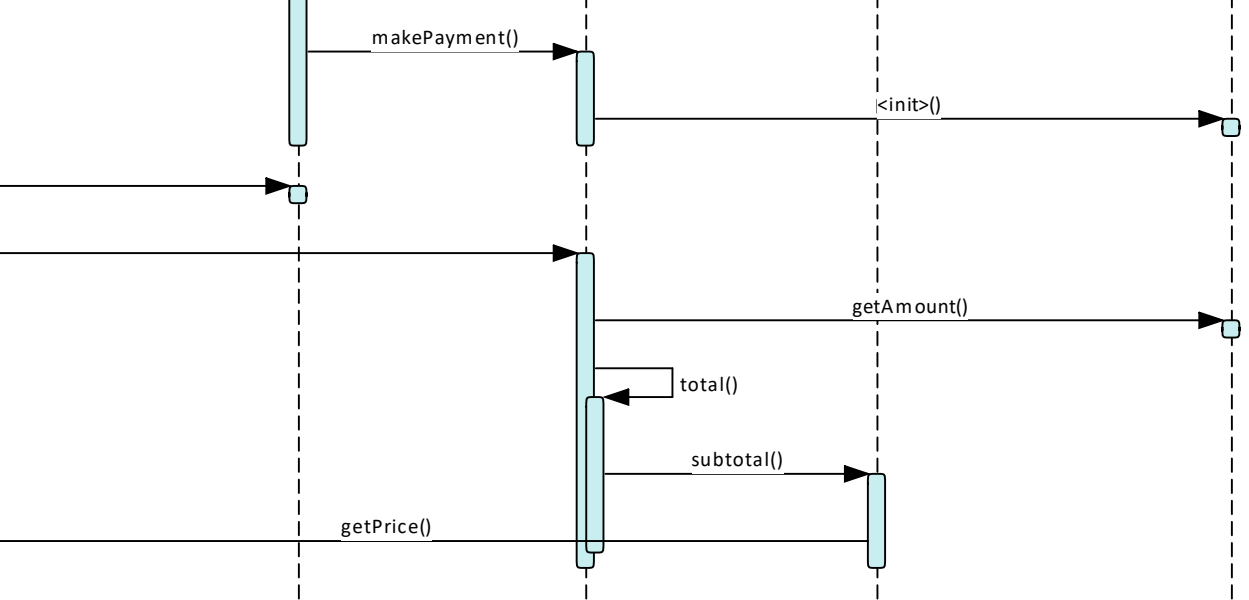 makePayment()
<init>()
getAmount()
total()
subtotal()
getPrice()